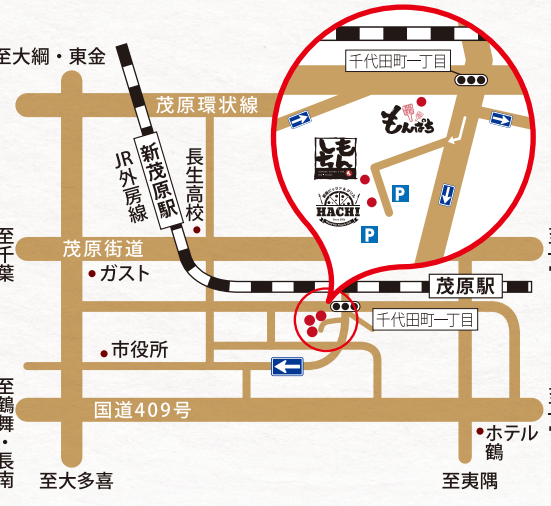 至大綱・東金
千代田町一丁目
茂原環状線
もんぱち
新茂原駅
JR外房線
長生高校
もんしち
P
HACHI
P
至千葉
茂原街道
ガスト
茂原駅
千代田町一丁目
市役所
至鶴舞・長南
国道409号
ホテル
鶴
至大多喜
至夷隅